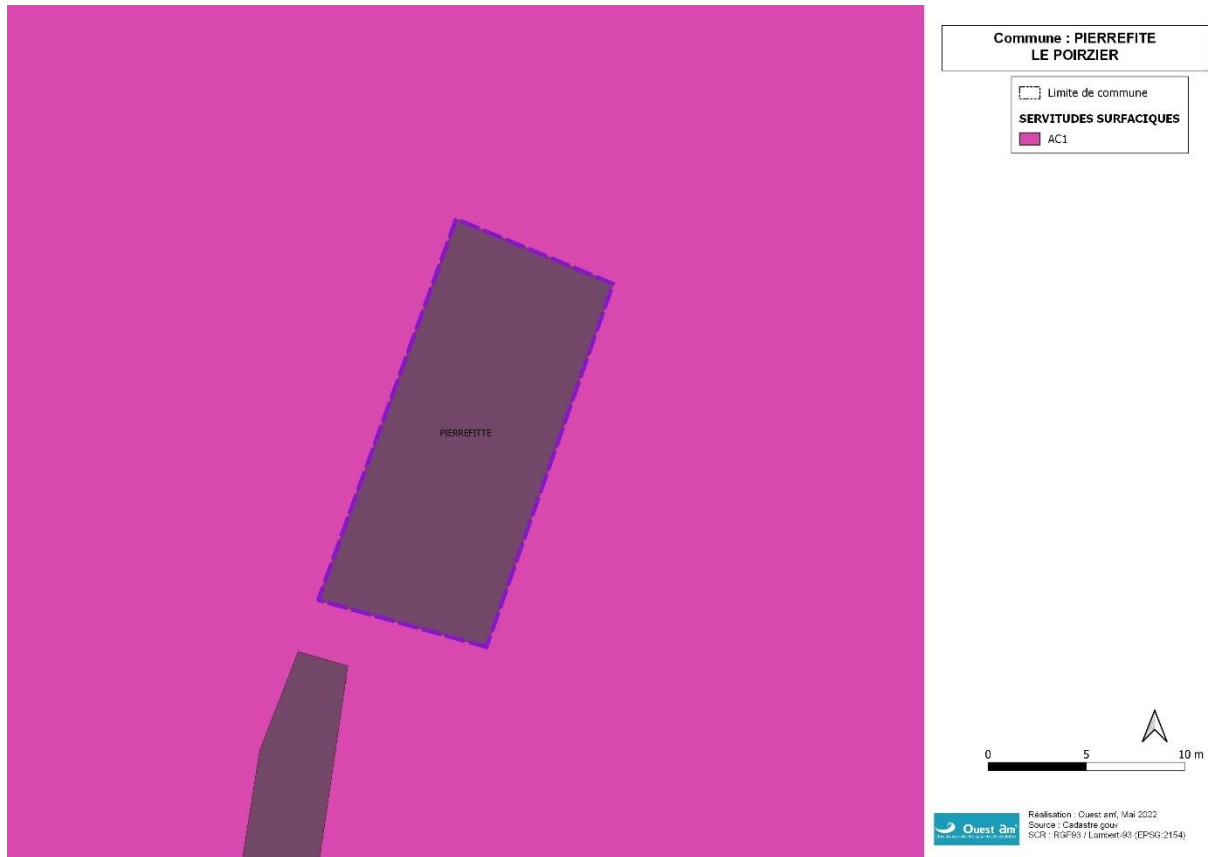 Commune : PIERREFITE
LE POIRZIER
Limite de commune
SERVITUDES SURFACIQUES
AC1
PIERREFITTE
0 5 10 m
Ouest am'
Réalisation : Ouest am', Mai 2022
Source : Cadastre.gouv
SCR : RGF93 / Lambert-93 (EPSG:2154)